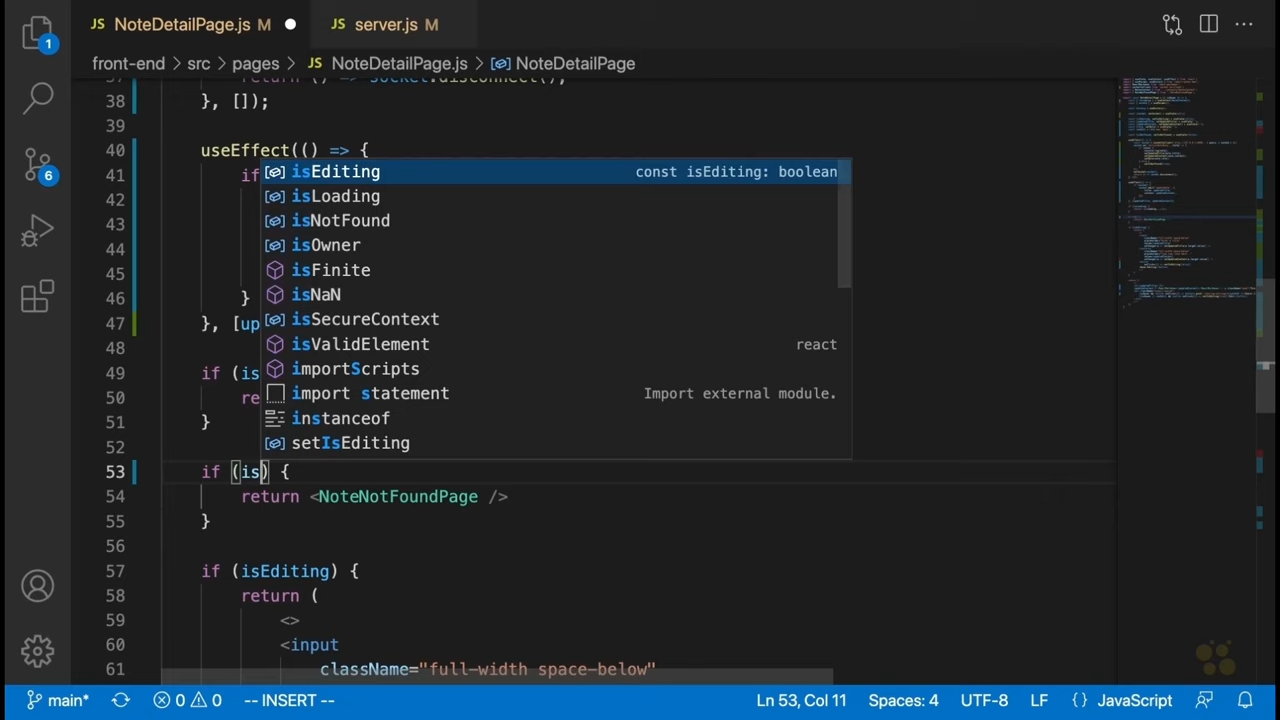 JS NoteDetailPage.js M
JS server.js M
front-end > src > pages > JS NoteDetailPage.js > NoteDetailPage
1
6
37 return () => socket.disconnect();
38 }, []);
39
40 useEffect(() => {
41 if
42
43
44
45
46 }
47 }, [up
48
49 if (is
50 re
51 }
52
53 if (is) {
54 return <NoteNotFoundPage />
55 }
56
57 if (isEditing) {
58 return (
59 <>
60 <input
61 className="full-width space-below"
isEditing const isEditing: boolean
isLoading
isNotFound
isOwner
isFinite
isNaN
isSecureContext
isValidElement react
importScripts
import statement Import external module.
instanceof
setIsEditing
main* 0 0 -- INSERT -- Ln 53, Col 11 Spaces: 4 UTF-8 LF {} JavaScript